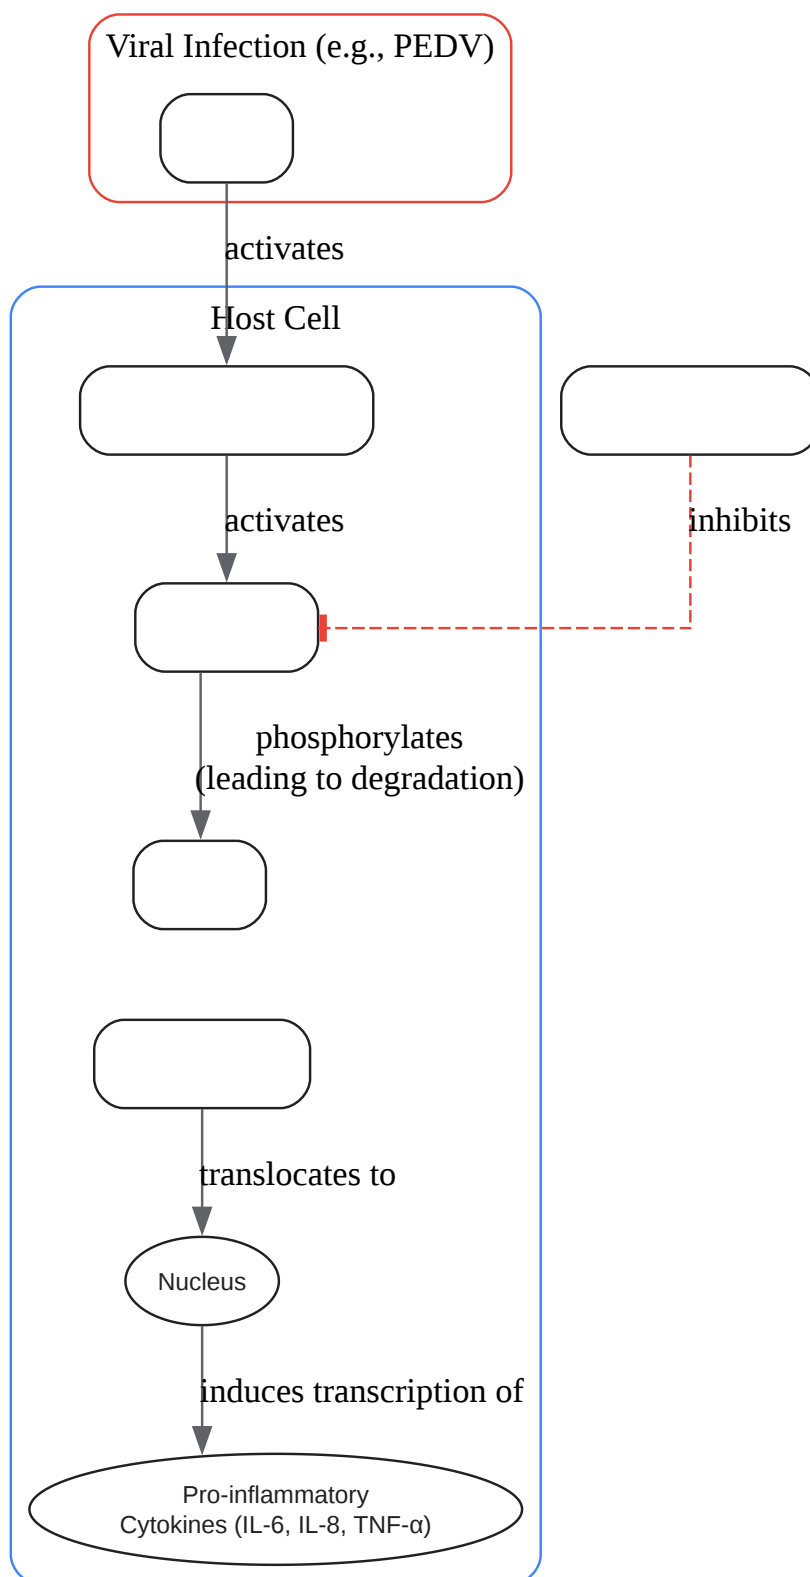 Viral Infection (e.g., PEDV)
activates
Host Cell
activates
inhibits
phosphorylates
(leading to degradation)
translocates to
Nucleus
induces transcription of
Pro-inflammatory
Cytokines (IL-6, IL-8, TNF-α)